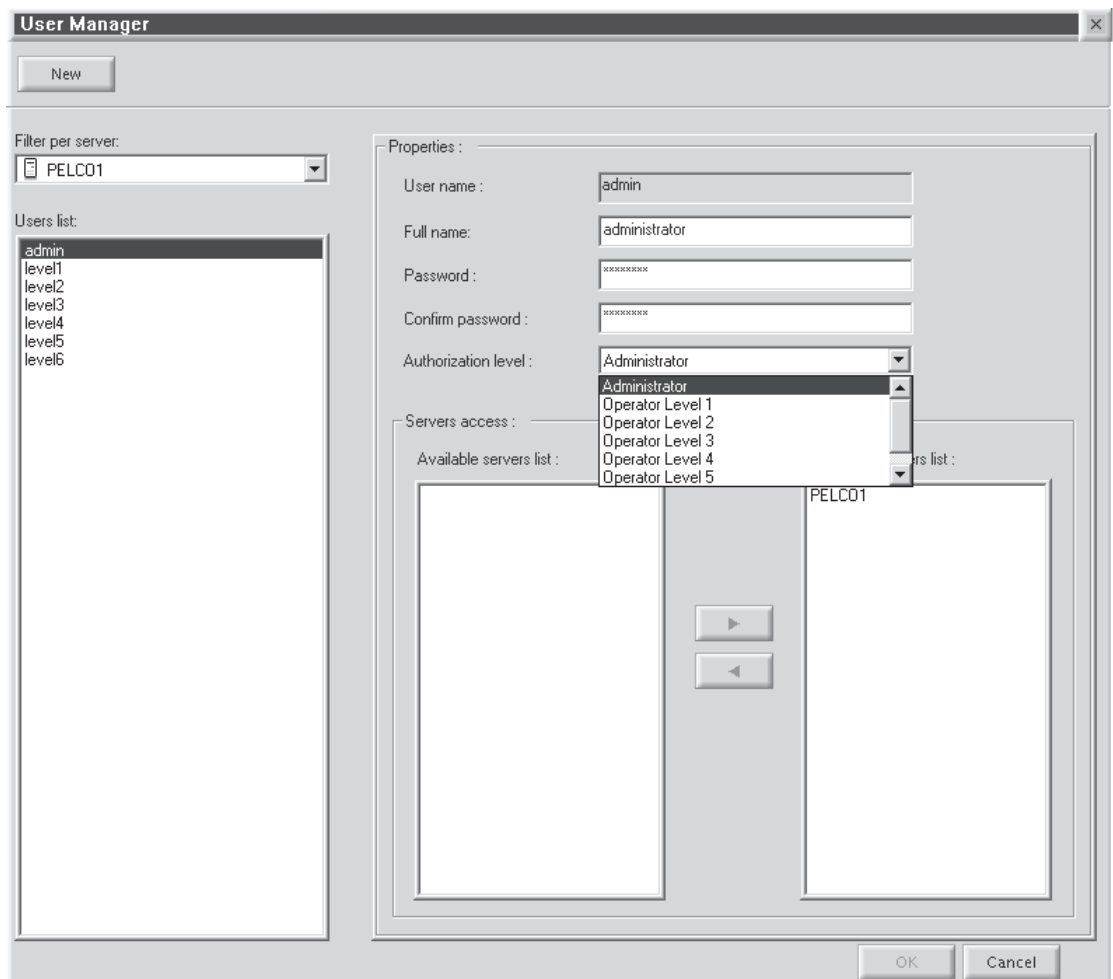 User Manager
New
Filter per server:
PELCO1
Users list:
admin
level1
level2
level3
level4
level5
level6
Properties :
User name :
admin
Full name:
administrator
Password :
********
Confirm password :
********
Authorization level :
Administrator
Administrator
Operator Level 1
Operator Level 2
Operator Level 3
Operator Level 4
Operator Level 5
Servers access :
Available servers list :
list :
PELCO1
OK
Cancel